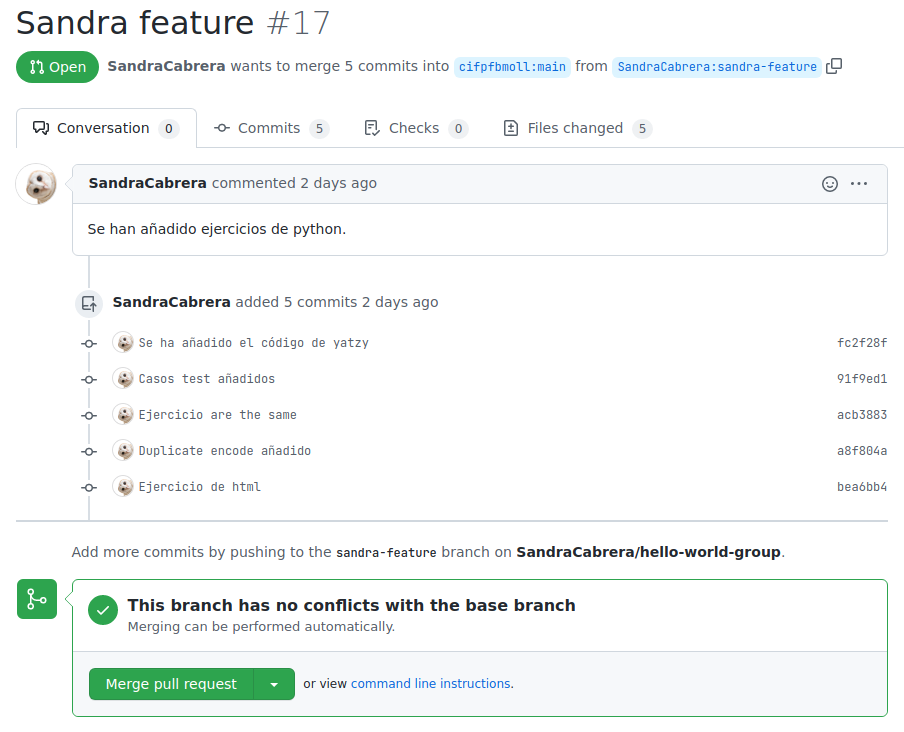 Sandra feature #17
Open SandraCabrera wants to merge 5 commits into cifpfbmoll:main from SandraCabrera:sandra-feature
Conversation 0 Commits 5 Checks 0 Files changed 5
SandraCabrera commented 2 days ago
Se han añadido ejercicios de python.
SandraCabrera added 5 commits 2 days ago
Se ha añadido el código de yatzy fc2f28f
Casos test añadidos 91f9ed1
Ejercicio are the same acb3883
Duplicate encode añadido a8f804a
Ejercicio de html bea6bb4
Add more commits by pushing to the sandra-feature branch on SandraCabrera/hello-world-group.
This branch has no conflicts with the base branch
Merging can be performed automatically.
Merge pull request or view command line instructions.